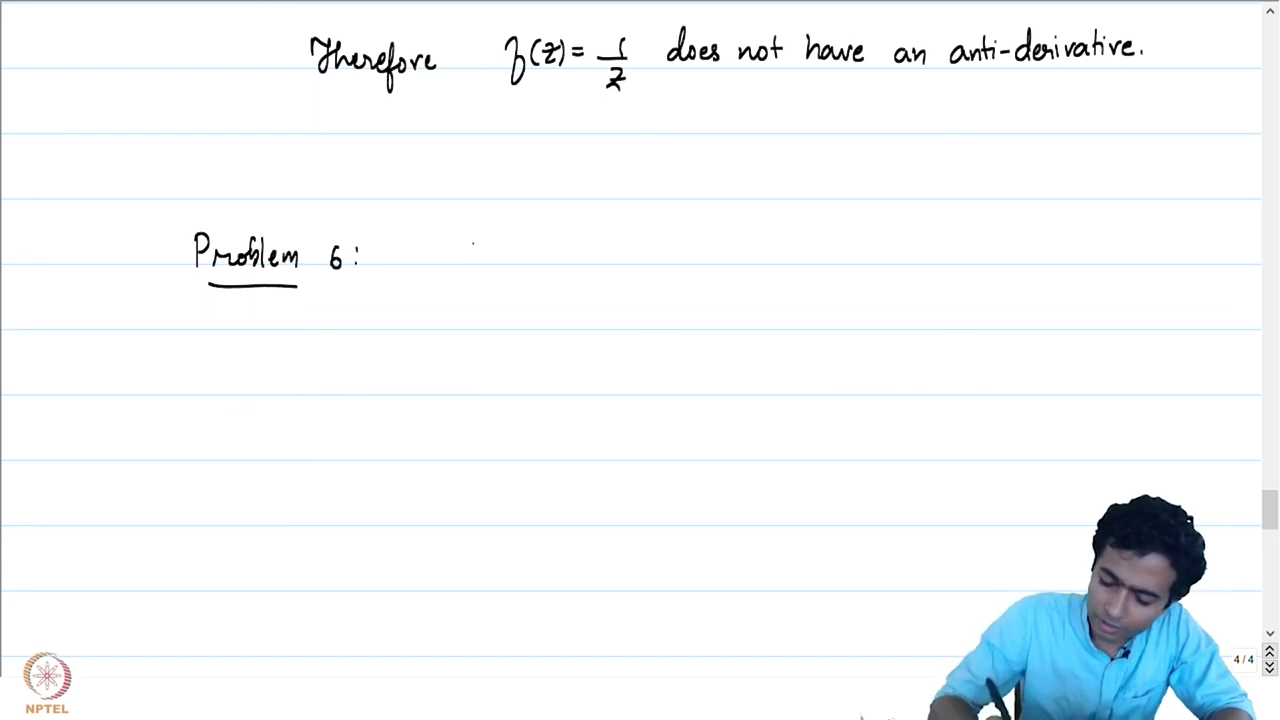 Therefore f(z) = 1/z does not have an anti-derivative.
Problem 6:
4 / 4
NPTEL